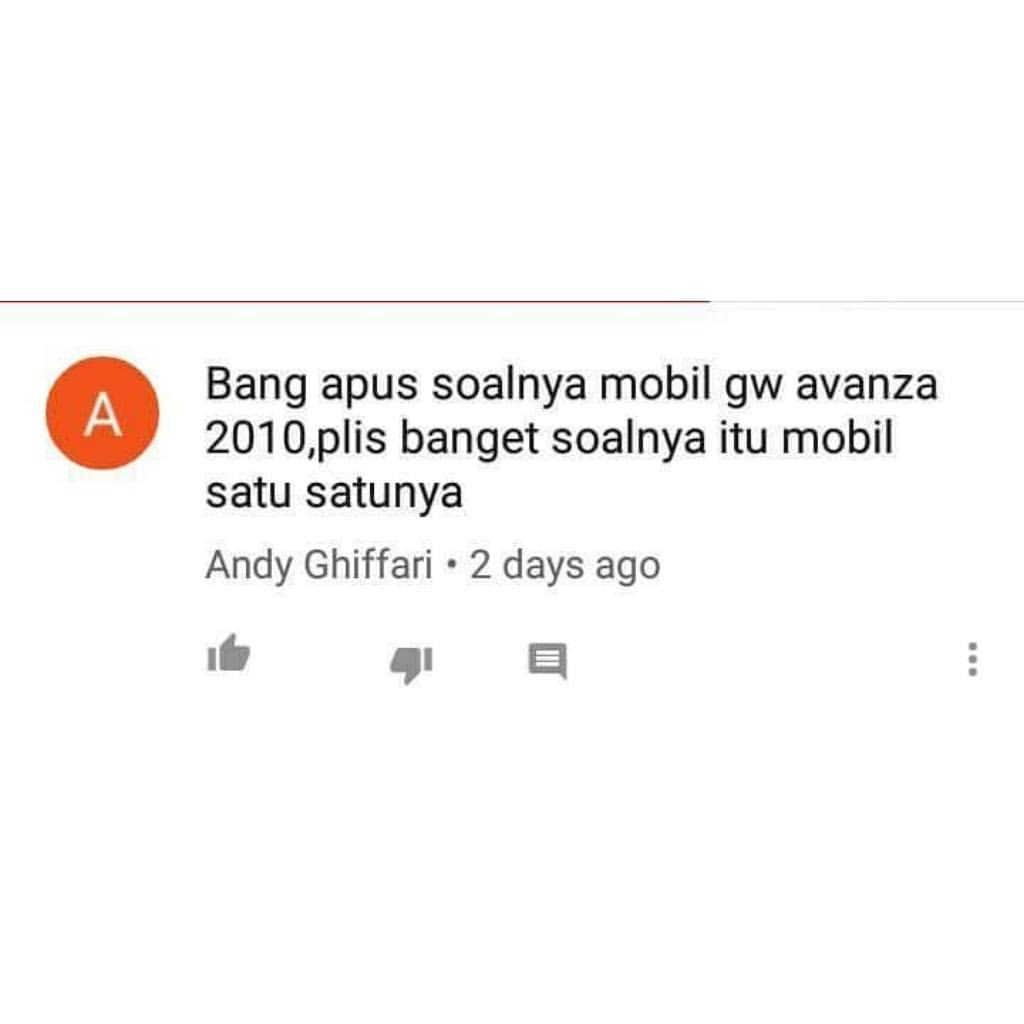 A
Bang apus soalnya mobil gw avanza
2010,plis banget soalnya itu mobil
satu satunya
Andy Ghiffari • 2 days ago